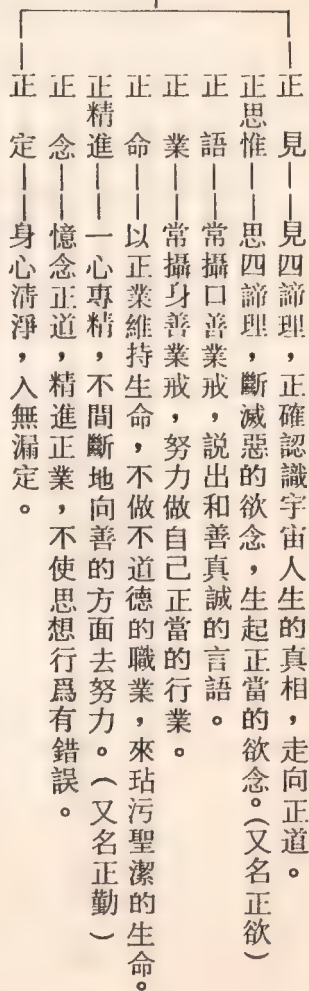 正見——見四諦理，正確認識宇宙人生的真相，走向正道。
正思惟——思四諦理，斷滅惡的欲念，生起正當的欲念。（又名正欲）
正語——常攝口善業戒，説出和善真誠的言語。
正業——常攝身善業戒，努力做自己正當的行業。
正命——以正業維持生命，不做不道德的職業，來玷污聖潔的生命。
正精進——一心專精，不間斷地向善的方面去努力。（又名正勤）
正念——憶念正道，精進正業，不使思想行爲有錯誤。
正定——身心清淨，入無漏定。